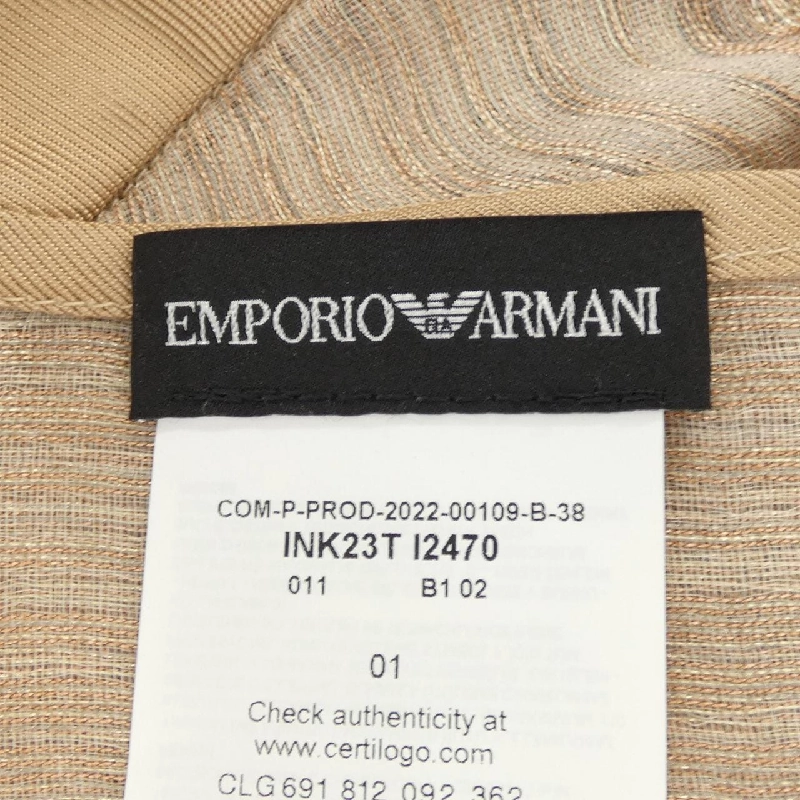 EMPORIO ARMANI
COM-P-PROD-2022-00109-B-38
INK23T I2470
011 B1 02
01
Check authenticity at
www.certilogo.com
CLG 691 812 092 362